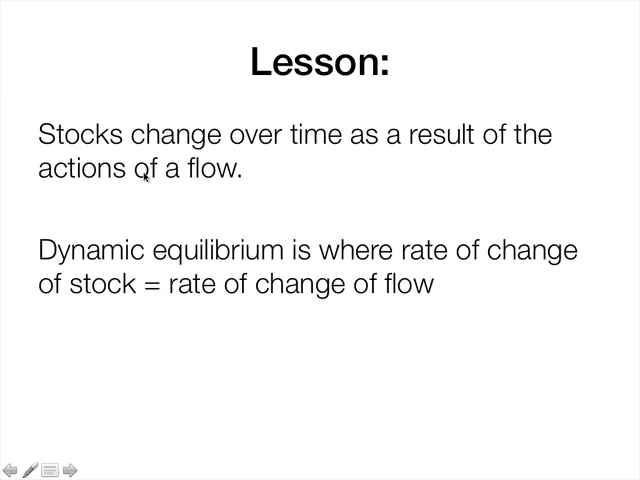 Lesson:
Stocks change over time as a result of the
actions of a flow.
Dynamic equilibrium is where rate of change
of stock = rate of change of flow